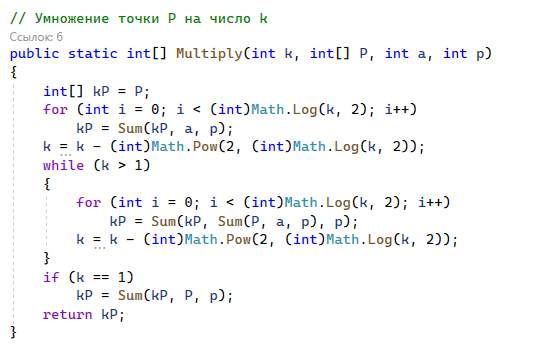 // Умножение точки P на число k
Ссылок: 6
public static int[] Multiply(int k, int[] P, int a, int p)
{
    int[] kP = P;
    for (int i = 0; i < (int)Math.Log(k, 2); i++)
        kP = Sum(kP, a, p);
    k = k - (int)Math.Pow(2, (int)Math.Log(k, 2));
    while (k > 1)
    {
        for (int i = 0; i < (int)Math.Log(k, 2); i++)
            kP = Sum(kP, Sum(P, a, p), p);
        k = k - (int)Math.Pow(2, (int)Math.Log(k, 2));
    }
    if (k == 1)
        kP = Sum(kP, P, p);
    return kP;
}